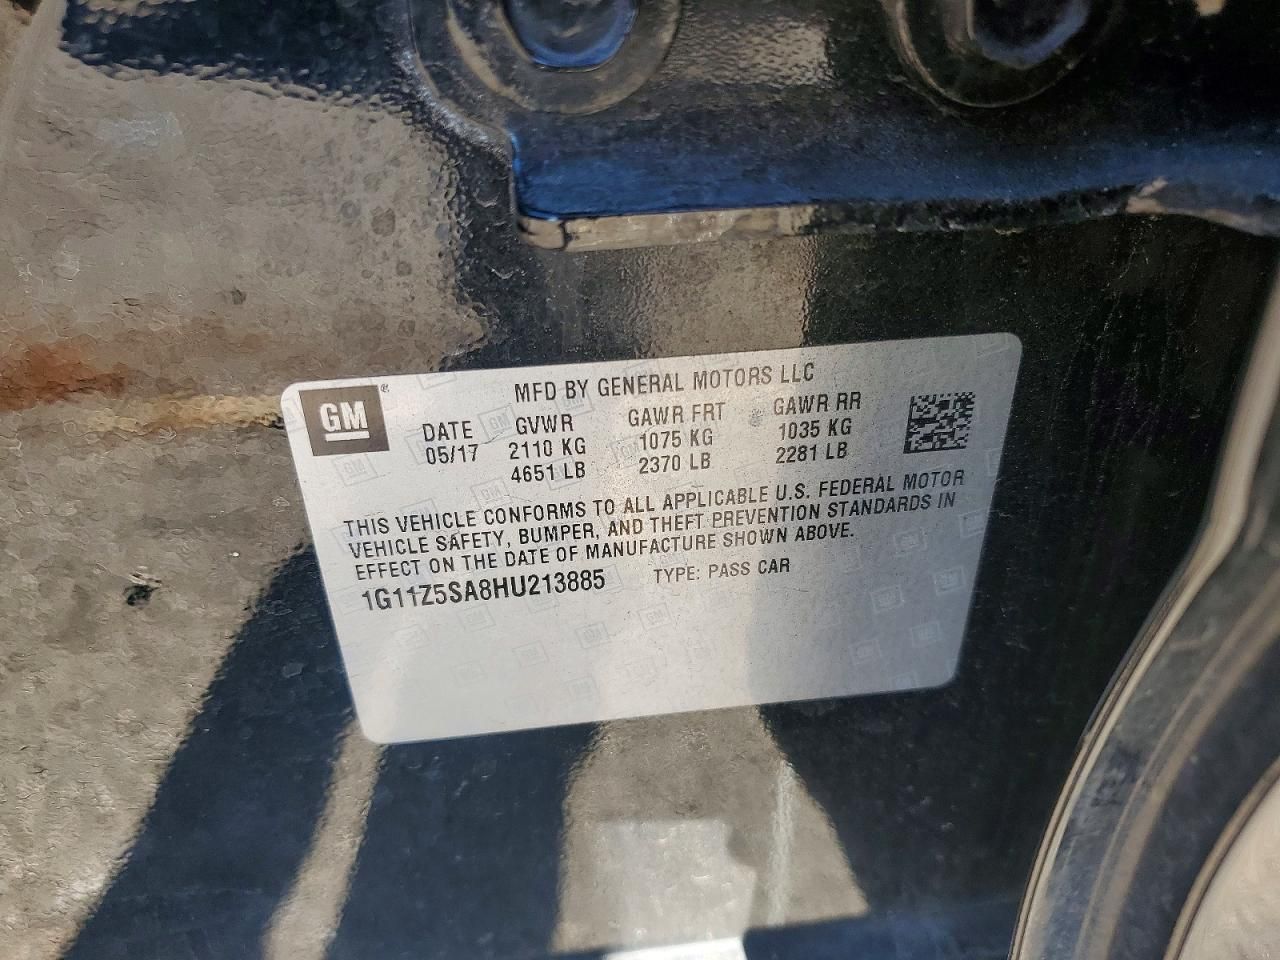 GM ®
MFD BY GENERAL MOTORS LLC
DATE GVWR GAWR FRT GAWR RR
05/17 2110 KG 1075 KG 1035 KG
4651 LB 2370 LB 2281 LB
THIS VEHICLE CONFORMS TO ALL APPLICABLE U.S. FEDERAL MOTOR
VEHICLE SAFETY, BUMPER, AND THEFT PREVENTION STANDARDS IN
EFFECT ON THE DATE OF MANUFACTURE SHOWN ABOVE.
1G11Z5SA8HU213885 TYPE: PASS CAR